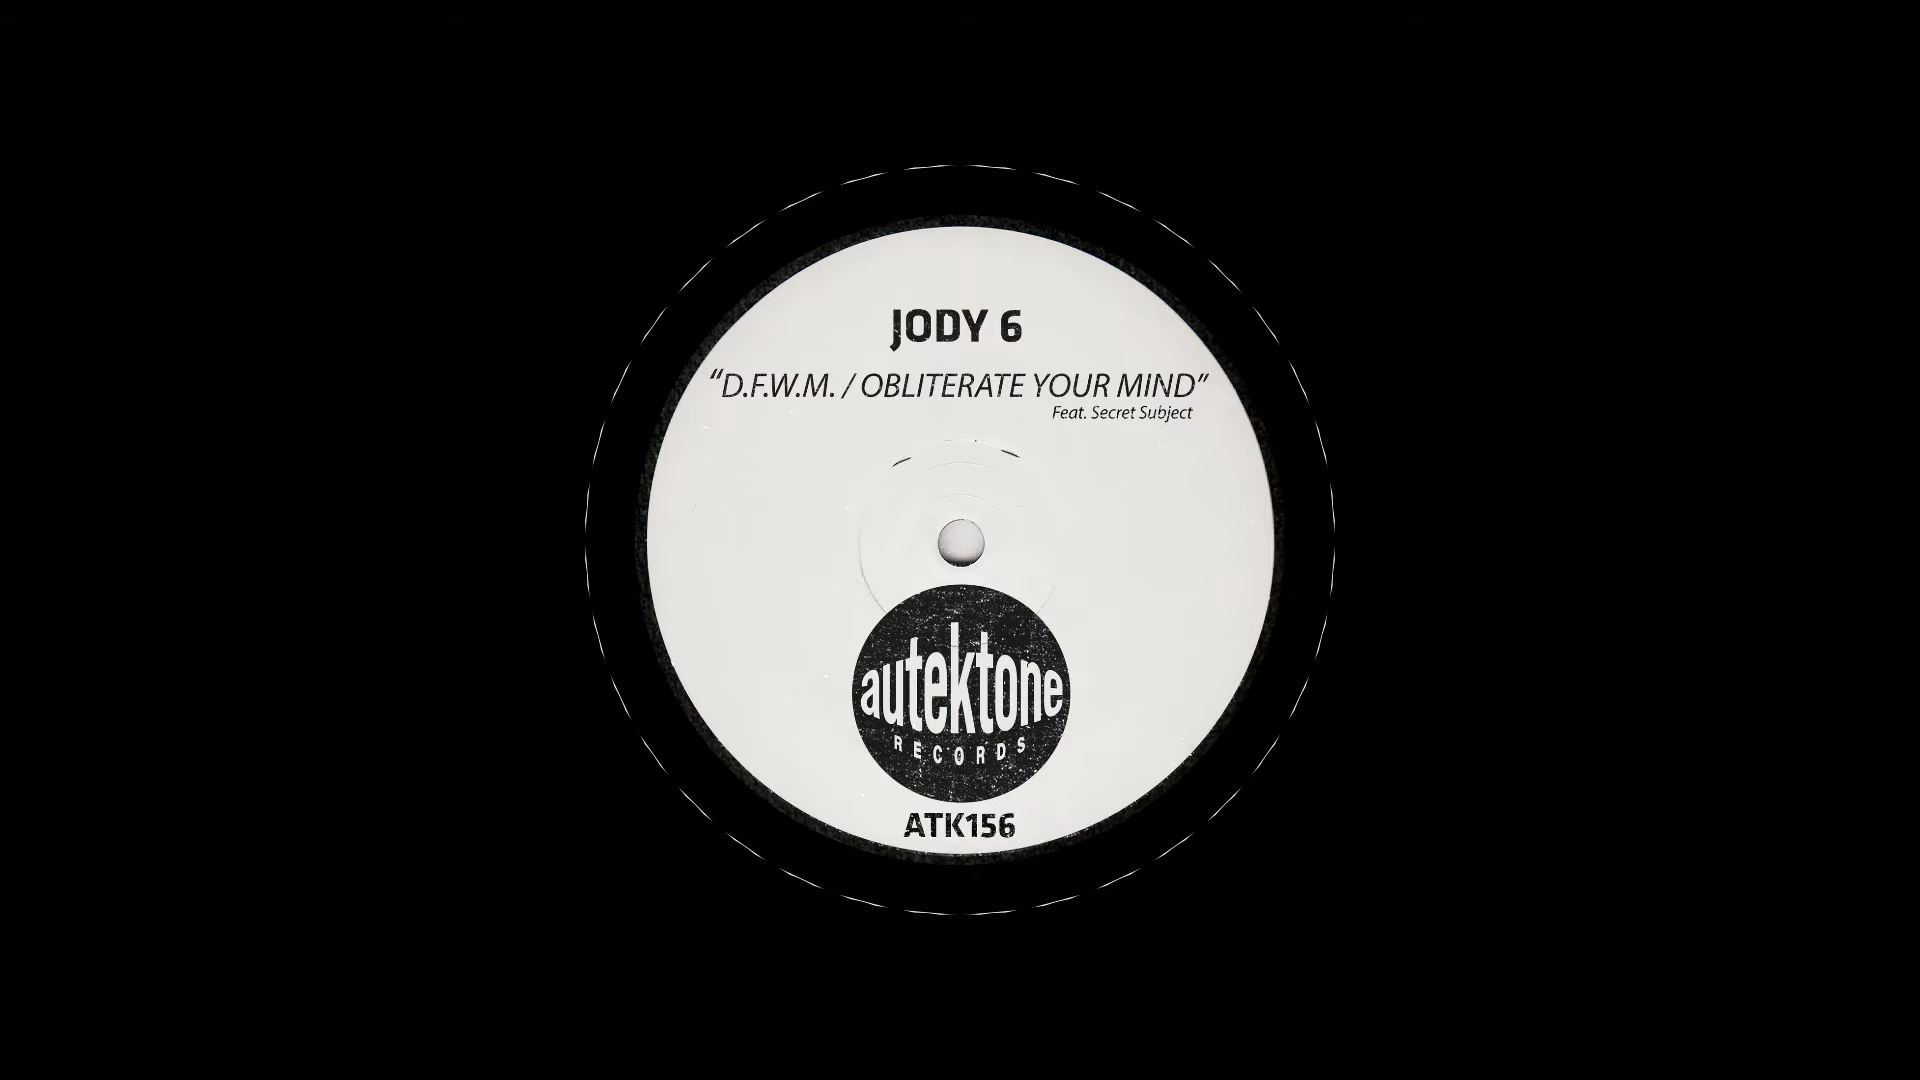 JODY 6
“D.F.W.M. / OBLITERATE YOUR MIND”
Feat. Secret Subject
autektone
RECORDS
ATK156